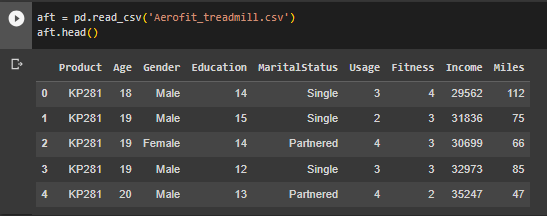 aft = pd.read_csv('Aerofit_treadmill.csv')
aft.head()
Product Age Gender Education MaritalStatus Usage Fitness Income Miles
0 KP281 18 Male 14 Single 3 4 29562 112
1 KP281 19 Male 15 Single 2 3 31836 75
2 KP281 19 Female 14 Partnered 4 3 30699 66
3 KP281 19 Male 12 Single 3 3 32973 85
4 KP281 20 Male 13 Partnered 4 2 35247 47